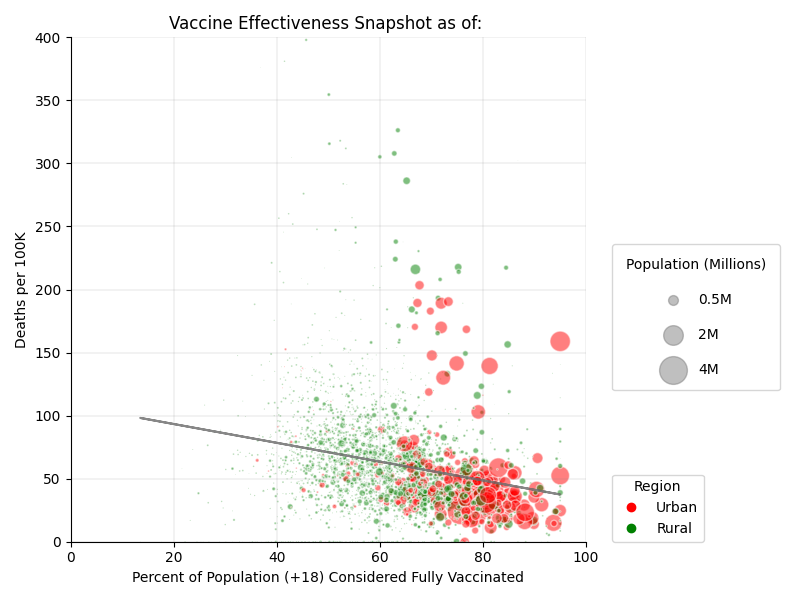 Vaccine Effectiveness Snapshot as of:
400
350
300
250
200
150
100
50
0
Deaths per 100K
0 20 40 60 80 100
Percent of Population (+18) Considered Fully Vaccinated
Population (Millions)
0.5M
2M
4M
Region
Urban
Rural